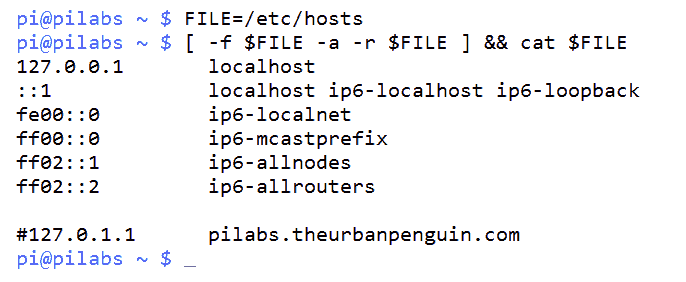 pi@pilabs ~ $ FILE=/etc/hosts
pi@pilabs ~ $ [ -f $FILE -a -r $FILE ] && cat $FILE
127.0.0.1       localhost
::1             localhost ip6-localhost ip6-loopback
fe00::0         ip6-localnet
ff00::0         ip6-mcastprefix
ff02::1         ip6-allnodes
ff02::2         ip6-allrouters

#127.0.1.1      pilabs.theurbanpenguin.com
pi@pilabs ~ $ _